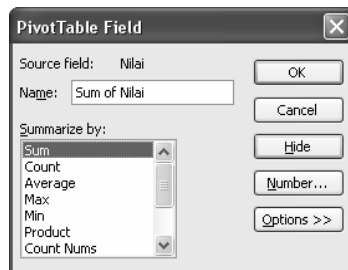 PivotTable Field
Source field: Nilai
Name: Sum of Nilai
Summarize by:
Sum
Count
Average
Max
Min
Product
Count Nums
OK
Cancel
Hide
Number...
Options >>